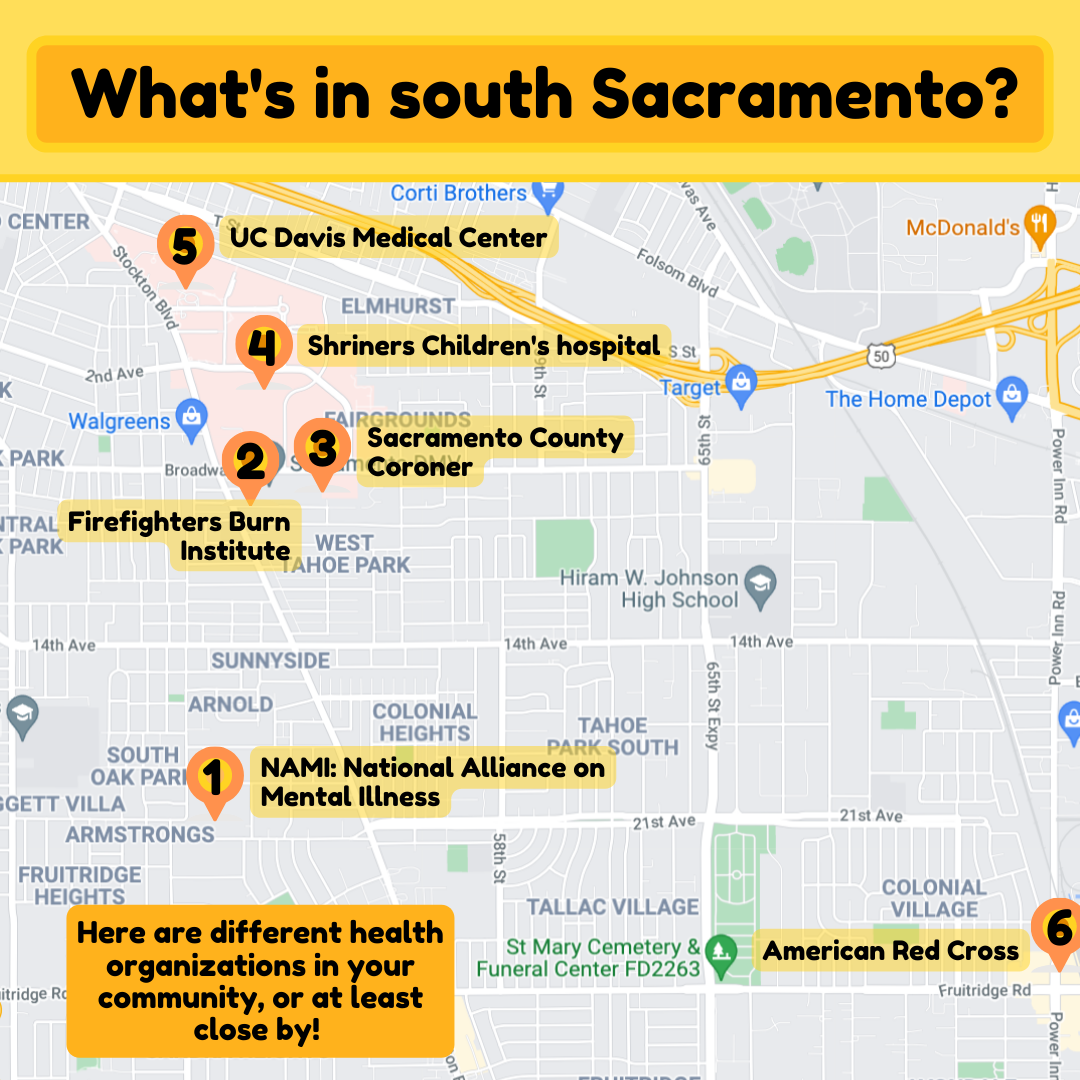 What's in south Sacramento?
Corti Brothers
CENTER
T St
McDonald's
5
UC Davis Medical Center
Stockton Blvd
Folsom Blvd
ELMHURST
4
Shriners Children's hospital
S St
50
2nd Ave
Target
The Home Depot
Walgreens
FAIRGROUNDS
65th St
Power Inn Rd
PARK
2
3
Sacramento County
Coroner
Firefighters Burn
Institute
PARK
WEST
TAHOE PARK
Hiram W. Johnson
High School
Power Inn Rd
14th Ave
14th Ave
14th Ave
SUNNYSIDE
65th St Expy
ARNOLD
COLONIAL
HEIGHTS
TAHOE
PARK SOUTH
SOUTH
OAK PARK
1
NAMI: National Alliance on
Mental Illness
VILLA
ARMSTRONGS
21st Ave
21st Ave
58th St
FRUITRIDGE
HEIGHTS
TALLAC VILLAGE
COLONIAL
VILLAGE
6
Here are different health
organizations in your
community, or at least
close by!
St Mary Cemetery &
Funeral Center FD2263
American Red Cross
Fruitridge Rd